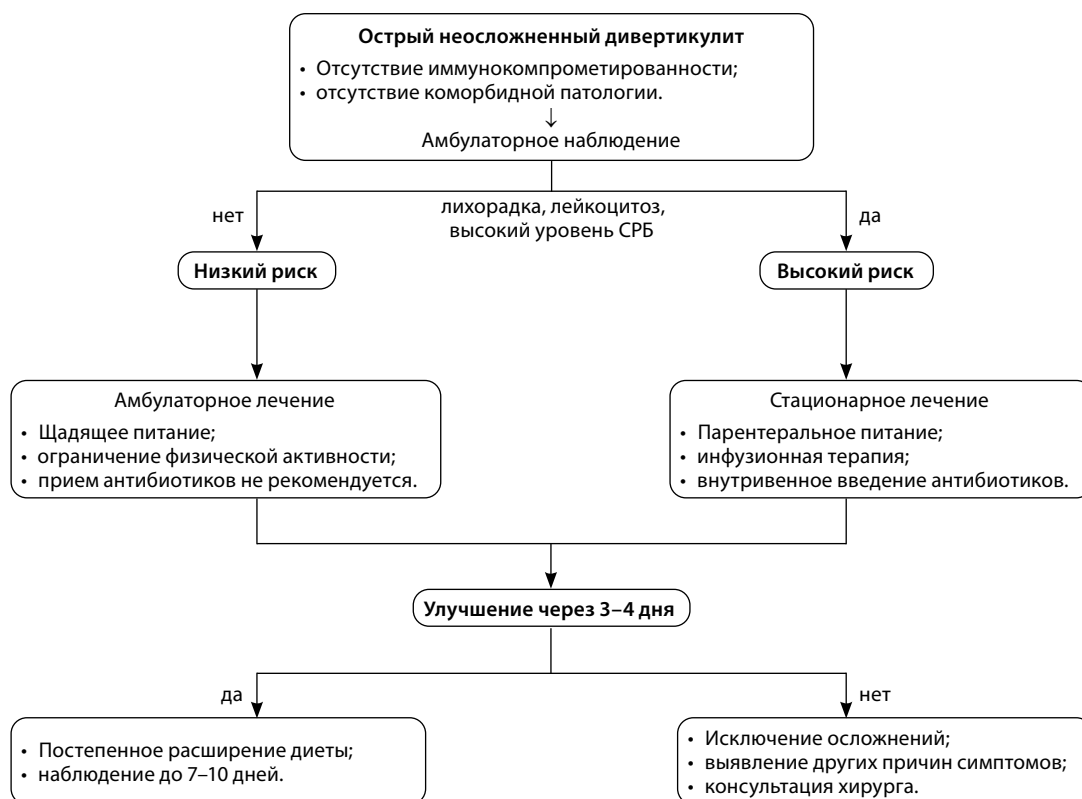 Острый неосложненный дивертикулит
• Отсутствие иммунокомпрометированности;
• отсутствие коморбидной патологии.
↓
Амбулаторное наблюдение
нет
лихорадка, лейкоцитоз,
высокий уровень СРБ
да
Низкий риск
Высокий риск
Амбулаторное лечение
• Щадящее питание;
• ограничение физической активности;
• прием антибиотиков не рекомендуется.
Стационарное лечение
• Парентеральное питание;
• инфузионная терапия;
• внутривенное введение антибиотиков.
Улучшение через 3–4 дня
да
нет
• Постепенное расширение диеты;
• наблюдение до 7–10 дней.
• Исключение осложнений;
• выявление других причин симптомов;
• консультация хирурга.